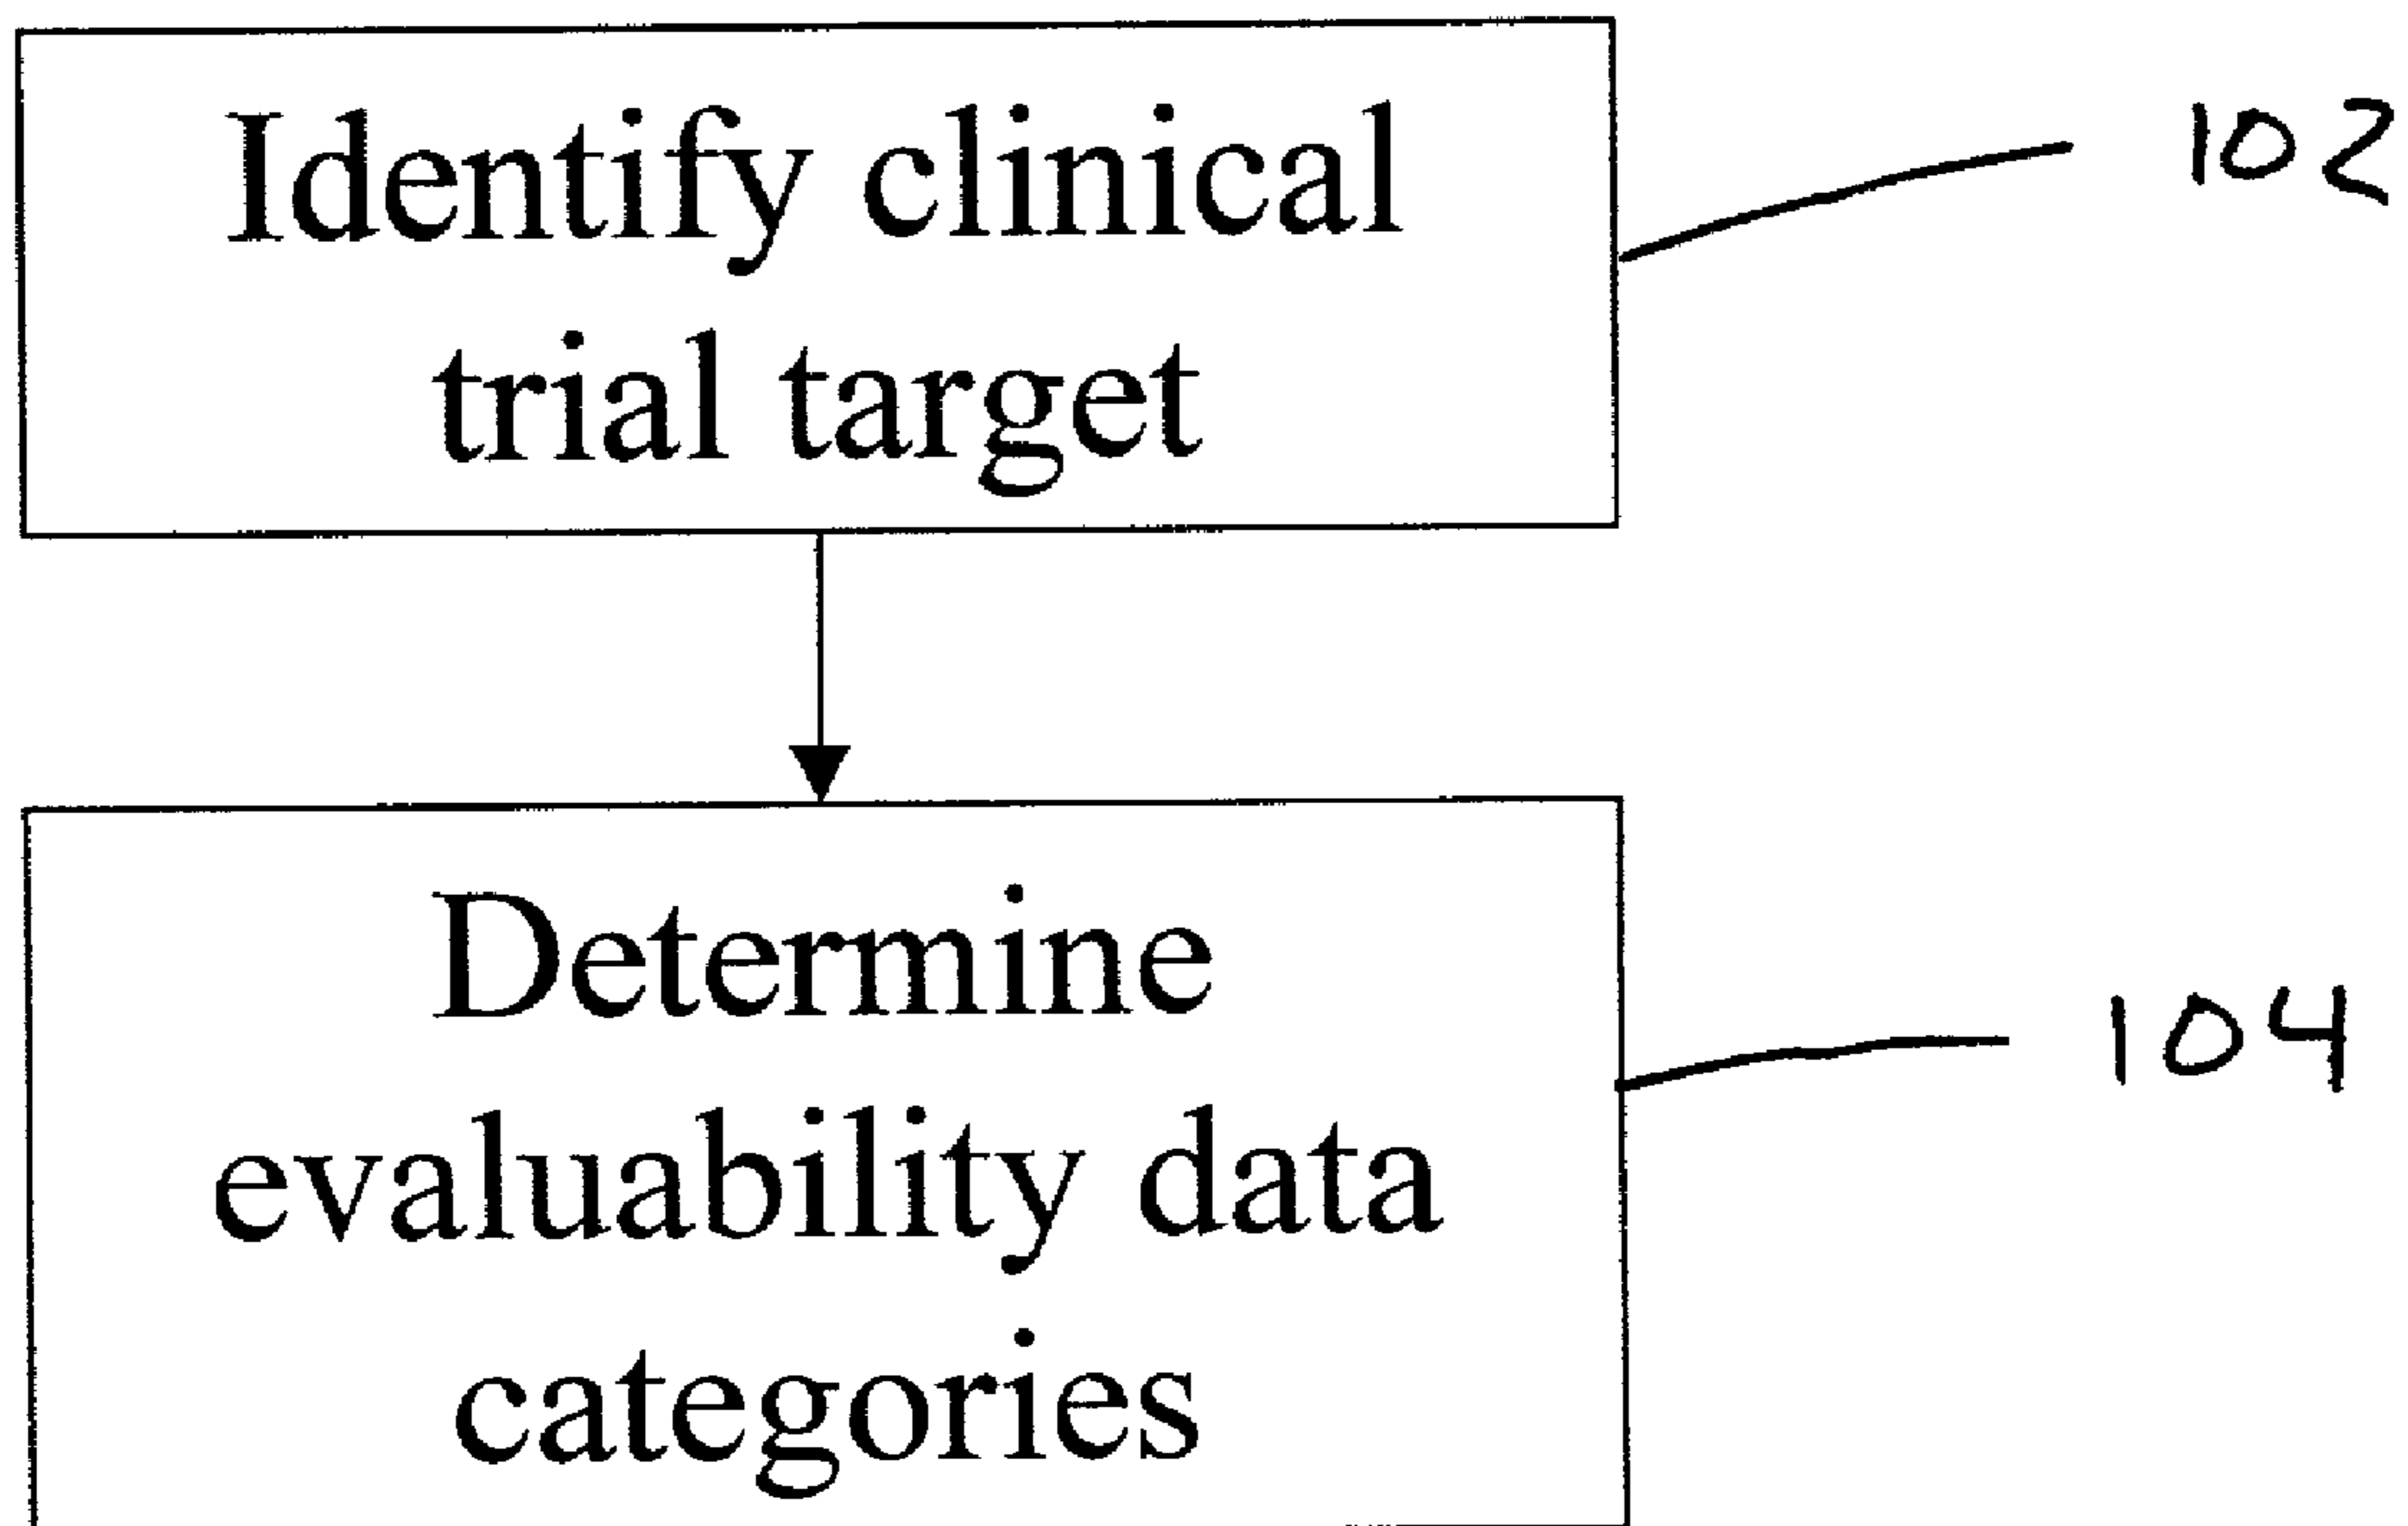 Identify clinical
trial target
102
Determine
evaluability data
categories
104